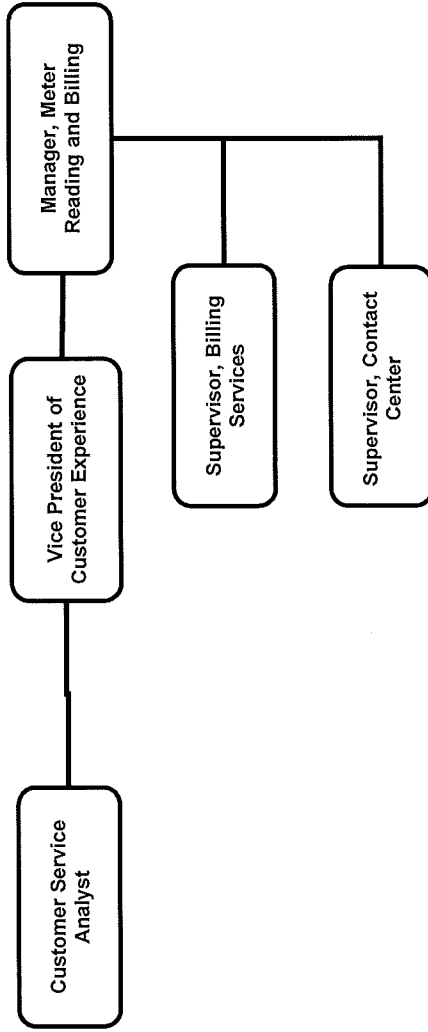 Customer Service
Analyst
Vice President of
Customer Experience
Manager, Meter
Reading and Billing
Supervisor, Billing
Services
Supervisor, Contact
Center